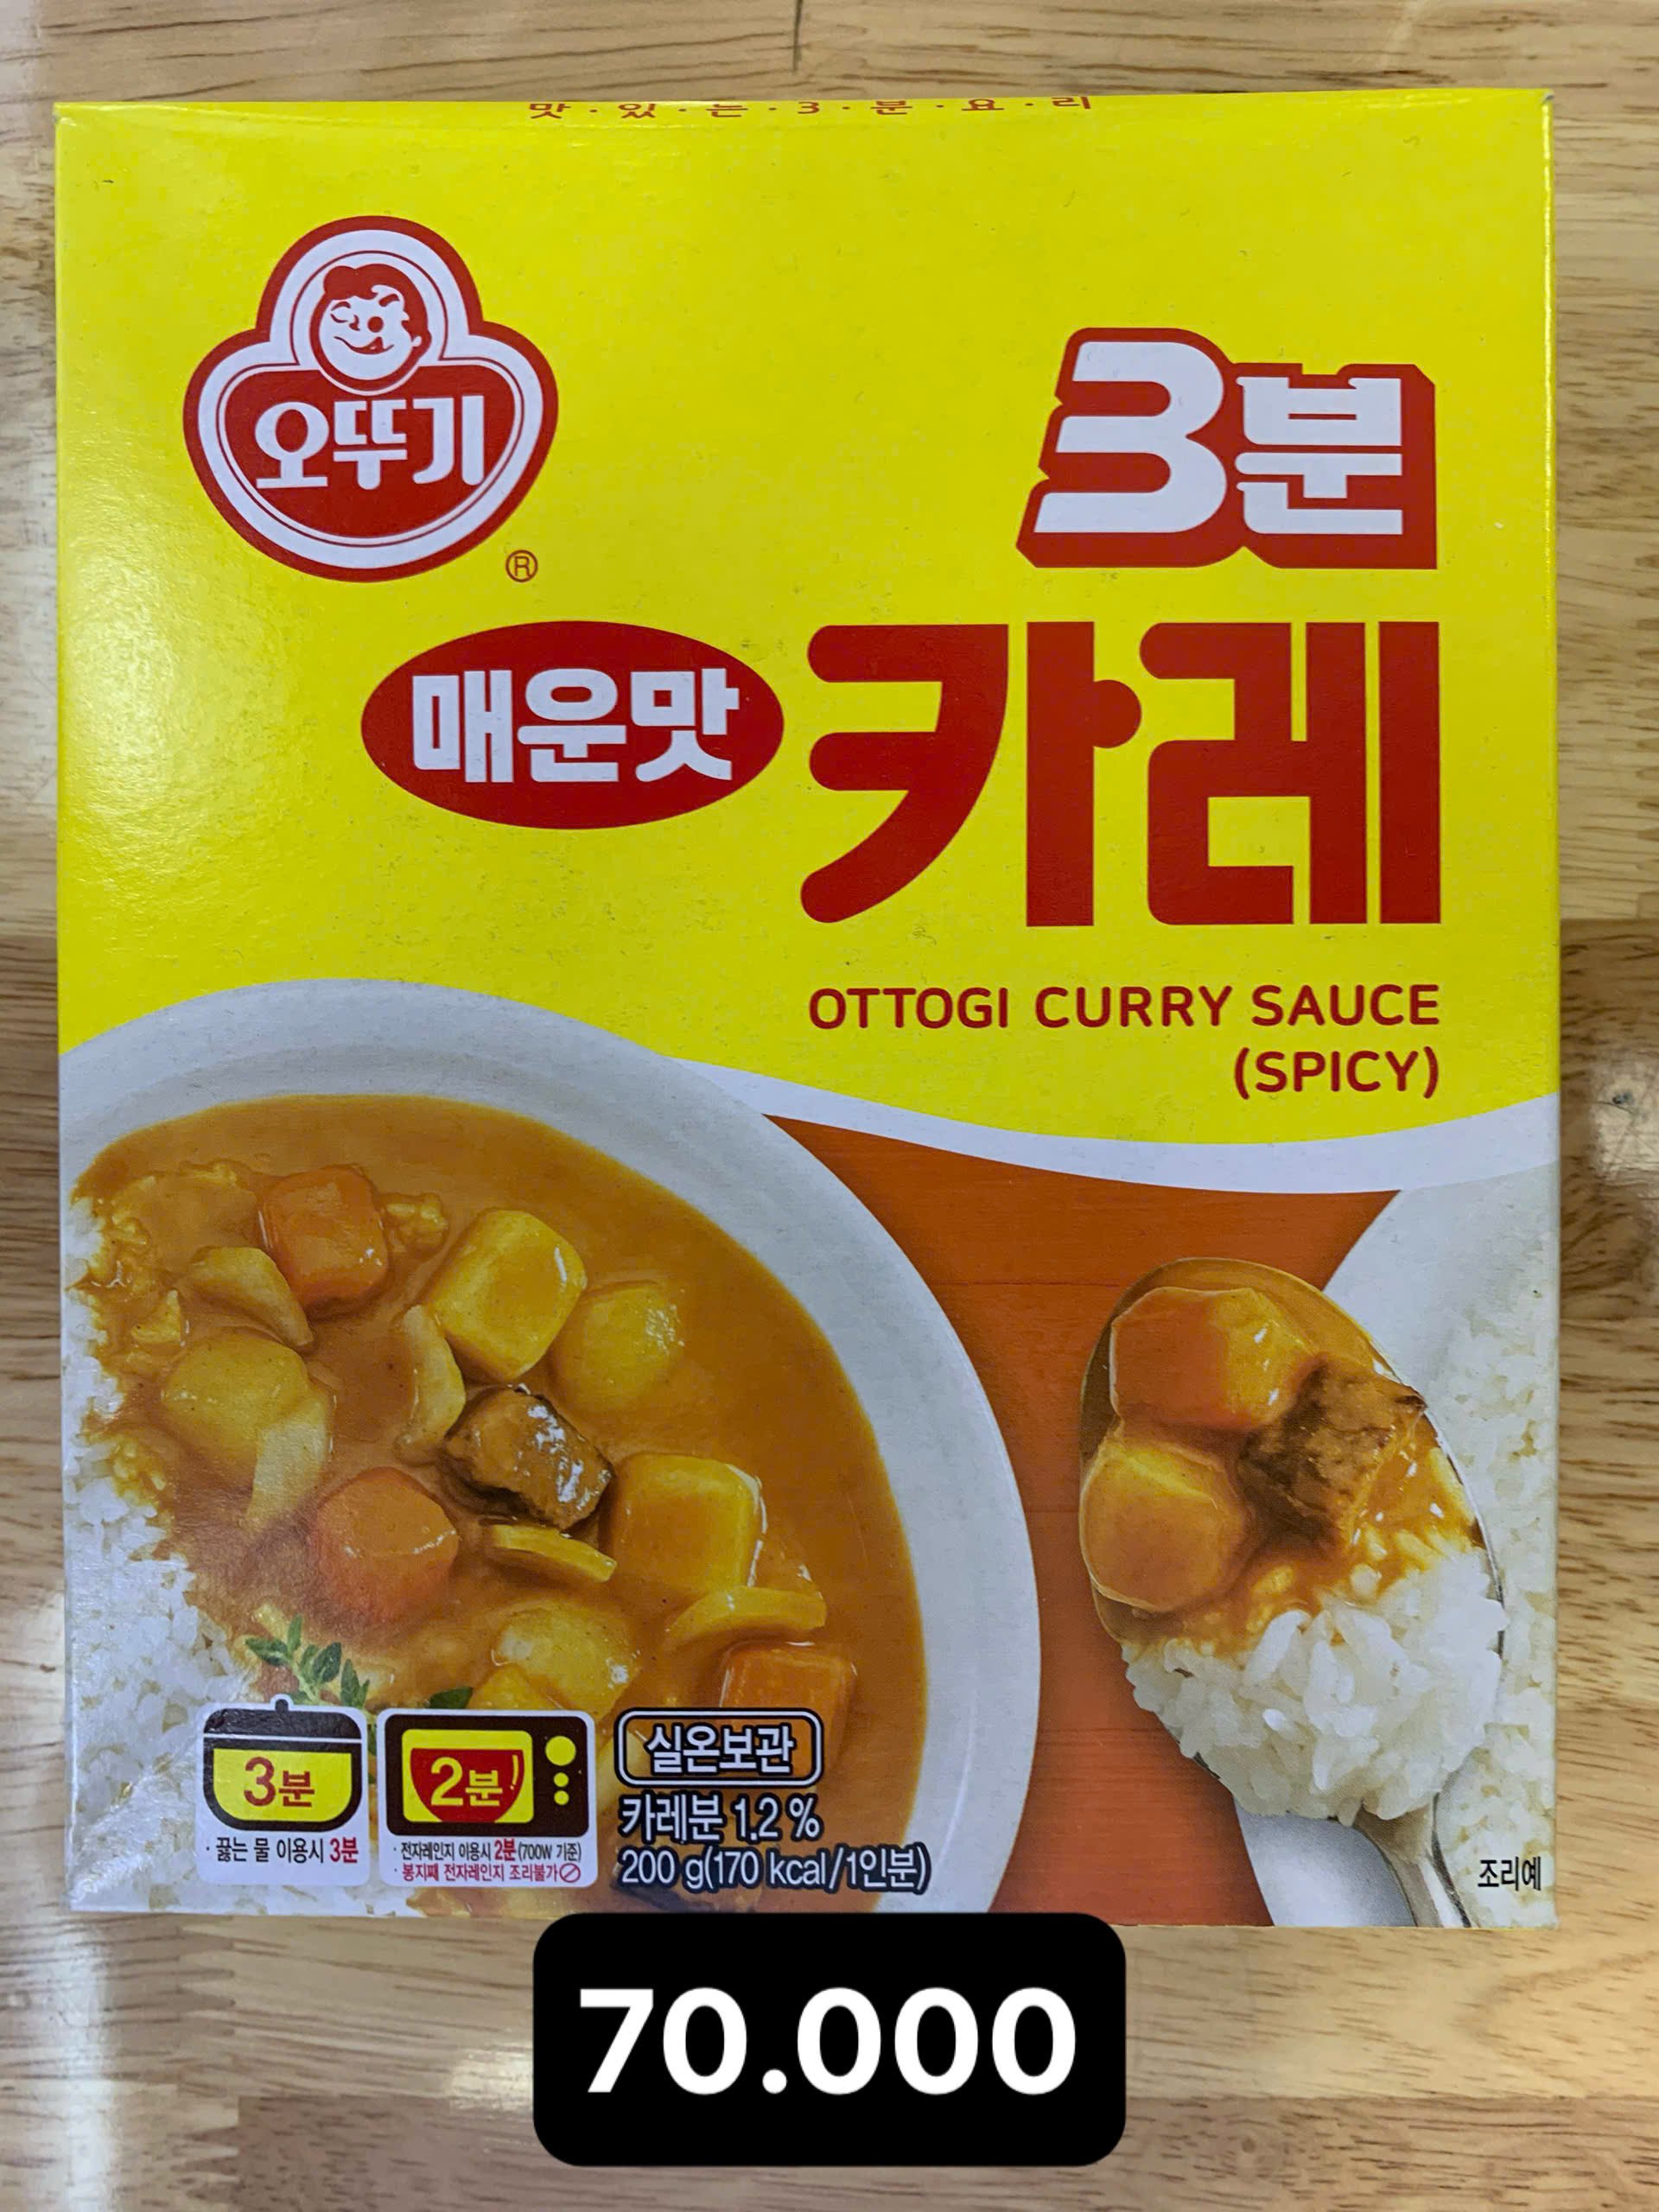 맛·있·는·3·분·요·리
오뚜기
®
3분
매운맛 카레
OTTOGI CURRY SAUCE
(SPICY)
3분
· 끓는 물 이용시 3분
2분
· 전자레인지 이용시 2분(700W 기준)
· 봉지째 전자레인지 조리불가
실온보관
카레분 1.2 %
200 g(170 kcal/1인분)
조리예
70.000